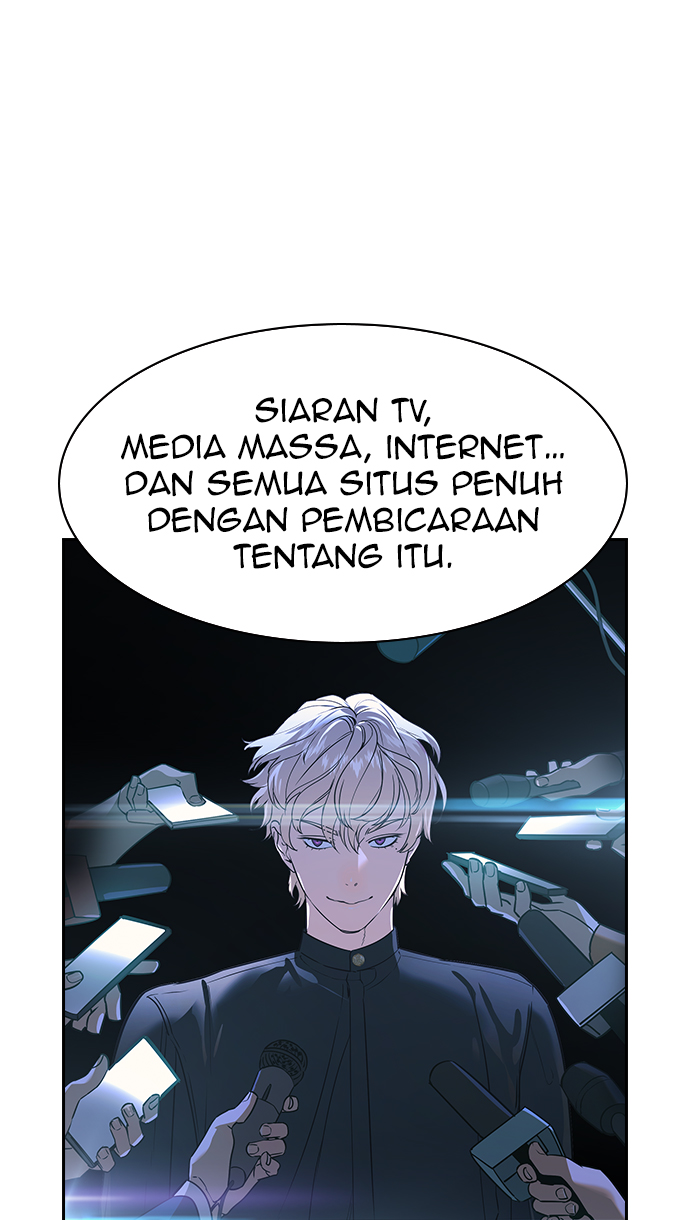 SIARAN TV,
MEDIA MASSA, INTERNET...
DAN SEMUA SITUS PENUH
DENGAN PEMBICARAAN
TENTANG ITU.